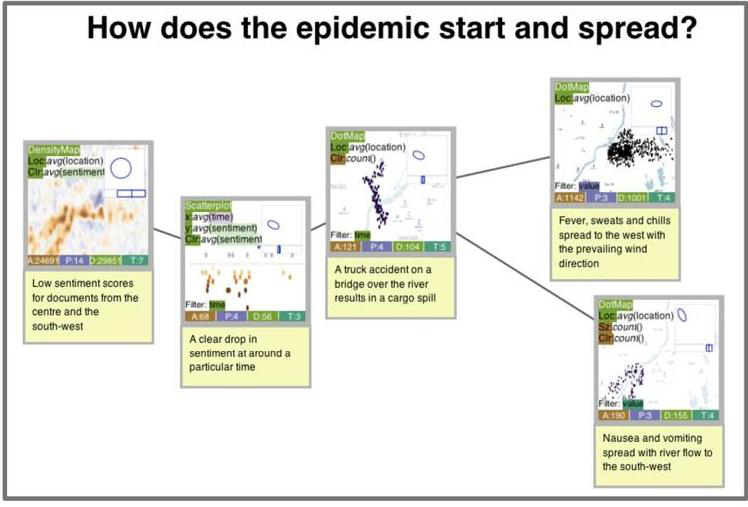 How does the epidemic start and spread?
DensityMap
Loc:avg(location)
Clr:avg(sentiment
A:24691 P:14 D:29851 T:7
Low sentiment scores
for documents from the
centre and the
south-west
Scatterplot
x:avg(time)
y:avg(sentiment)
Clr:avg(sentiment
Filter: time
A:68 P:4 D:56 T:3
A clear drop in
sentiment at around a
particular time
DotMap
Loc:avg(location)
Clr:count()
Filter: time
A:121 P:4 D:104 T:5
A truck accident on a
bridge over the river
results in a cargo spill
DotMap
Loc:avg(location)
Filter: value
A:1142 P:3 D:1001 T:4
Fever, sweats and chills
spread to the west with
the prevailing wind
direction
DotMap
Loc:avg(location)
Sz:count()
Clr:count()
Filter: value
A:190 P:3 D:155 T:4
Nausea and vomiting
spread with river flow to
the south-west